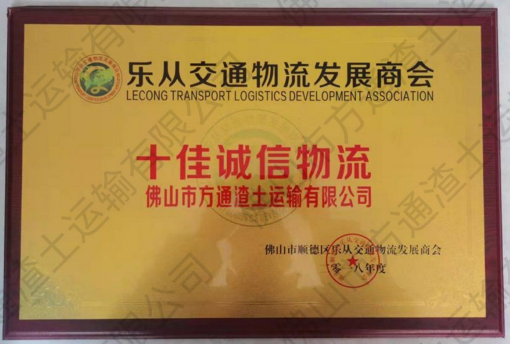 乐从交通物流发展商会
LECONG TRANSPORT LOGISTICS DEVELOPMENT ASSOCIATION
十佳诚信物流
佛山市方通渣土运输有限公司
佛山市顺德区乐从交通物流发展商会
二零一八年度